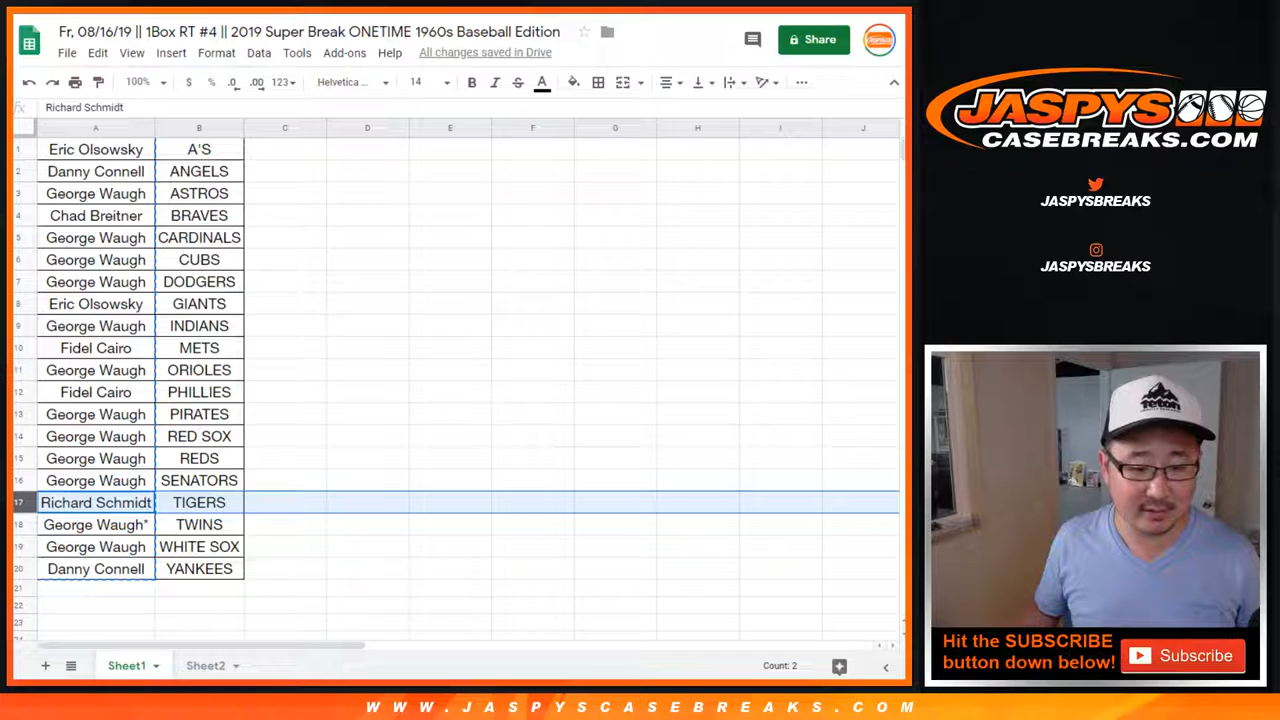 Fr, 08/16/19 || 1Box RT #4 || 2019 Super Break ONETIME 1960s Baseball Edition
File Edit View Insert Format Data Tools Add-ons Help All changes saved in Drive
Share
100% $ % .0 .00 123 Helvetica ... 14 B I S A
fx Richard Schmidt
A B C D E F G H I J
1 Eric Olsowsky A'S
2 Danny Connell ANGELS
3 George Waugh ASTROS
4 Chad Breitner BRAVES
5 George Waugh CARDINALS
6 George Waugh CUBS
7 George Waugh DODGERS
8 Eric Olsowsky GIANTS
9 George Waugh INDIANS
10 Fidel Cairo METS
11 George Waugh ORIOLES
12 Fidel Cairo PHILLIES
13 George Waugh PIRATES
14 George Waugh RED SOX
15 George Waugh REDS
16 George Waugh SENATORS
17 Richard Schmidt TIGERS
18 George Waugh* TWINS
19 George Waugh WHITE SOX
20 Danny Connell YANKEES
21
22
23
Sheet1 Sheet2 Count: 2
JASPYS
CASEBREAKS.COM
JASPYSBREAKS
JASPYSBREAKS
Teton
Hit the SUBSCRIBE
button down below!
Subscribe
WWW.JASPYSCASEBREAKS.COM